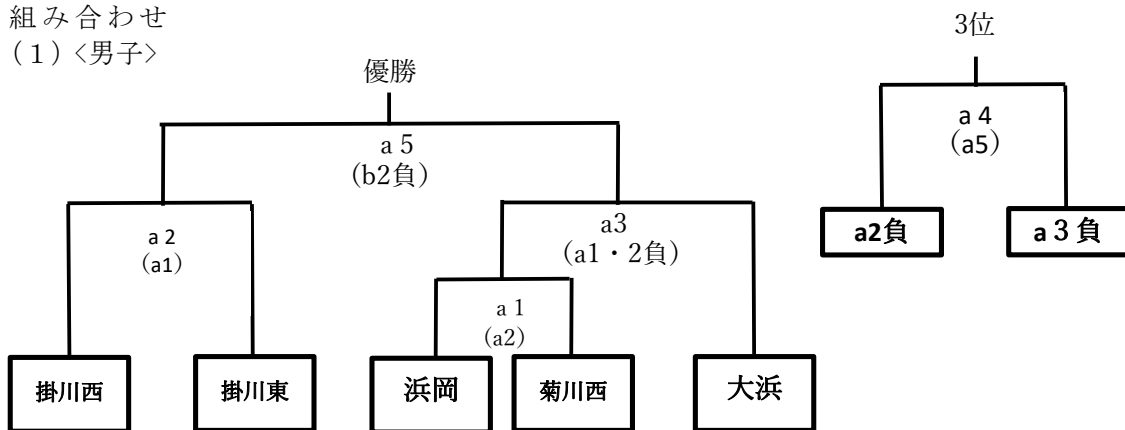 組み合わせ
（１）〈男子〉
優勝
a 5
(b2負)
a 2
(a1)
a3
(a1・2負)
a 1
(a2)
掛川西
掛川東
浜岡
菊川西
大浜
3位
a 4
(a5)
a2負
a３負